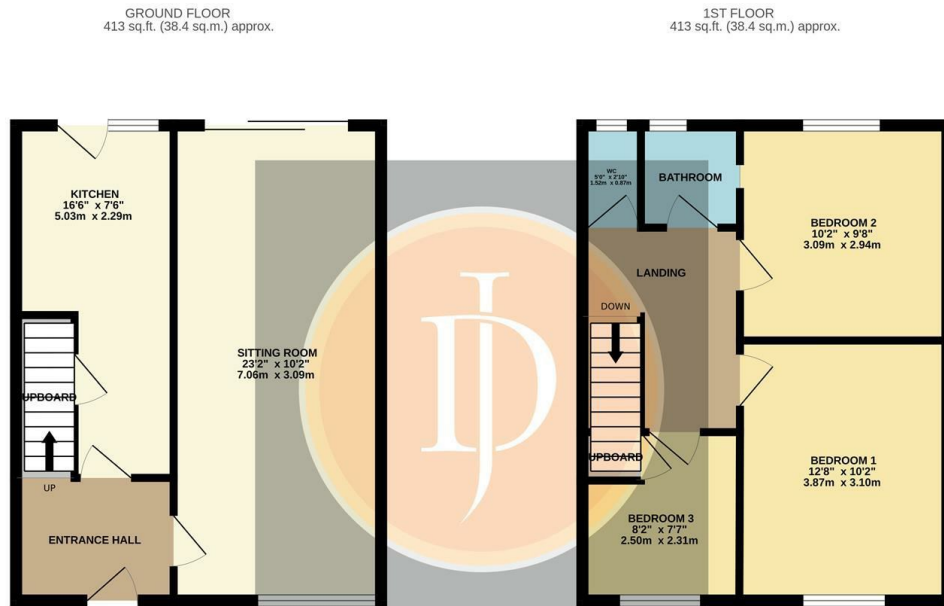 GROUND FLOOR
413 sq.ft. (38.4 sq.m.) approx.
KITCHEN
16'6" x 7'6"
5.03m x 2.29m
SITTING ROOM
23'2" x 10'2"
7.06m x 3.09m
UPBOARD
UP
ENTRANCE HALL
1ST FLOOR
413 sq.ft. (38.4 sq.m.) approx.
WC
5'0" x 2'10"
1.52m x 0.87m
BATHROOM
BEDROOM 2
10'2" x 9'8"
3.09m x 2.94m
LANDING
DOWN
UPBOARD
BEDROOM 1
12'8" x 10'2"
3.87m x 3.10m
BEDROOM 3
8'2" x 7'7"
2.50m x 2.31m
JD